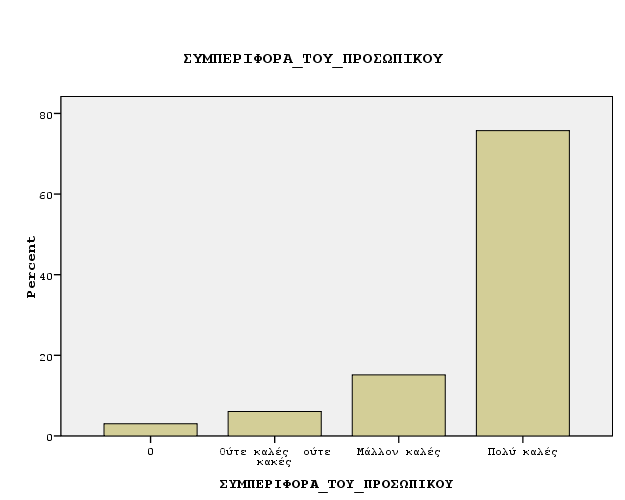 ΣΥΜΠΕΡΙΦΟΡΑ_ΤΟΥ_ΠΡΟΣΩΠΙΚΟΥ
80
60
40
20
0
Percent
0
Ούτε καλές ούτε
κακές
Μάλλον καλές
Πολύ καλές
ΣΥΜΠΕΡΙΦΟΡΑ_ΤΟΥ_ΠΡΟΣΩΠΙΚΟΥ